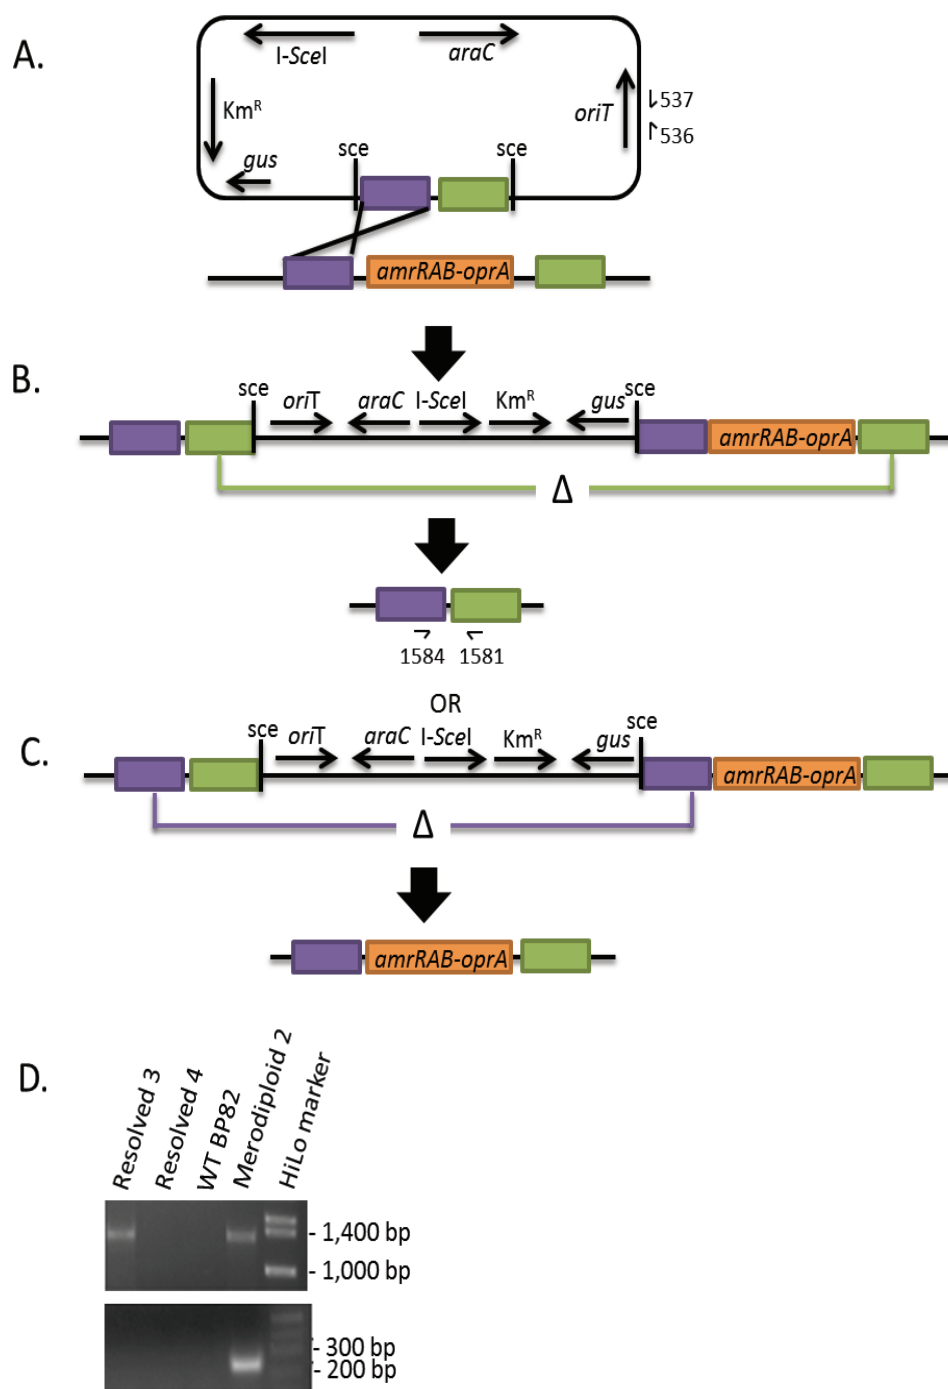 A.
I-SceI araC
KmR
oriT
537
536
gus
sce sce
amrRAB-oprA
B.
sce oriT araC I-SceI KmR gus sce
amrRAB-oprA
Δ
1584 1581
OR
C.
sce oriT araC I-SceI KmR gus sce
amrRAB-oprA
Δ
amrRAB-oprA
D.
Resolved 3
Resolved 4
WT BP82
Merodiploid 2
HiLo marker
- 1,400 bp
- 1,000 bp
- 300 bp
- 200 bp